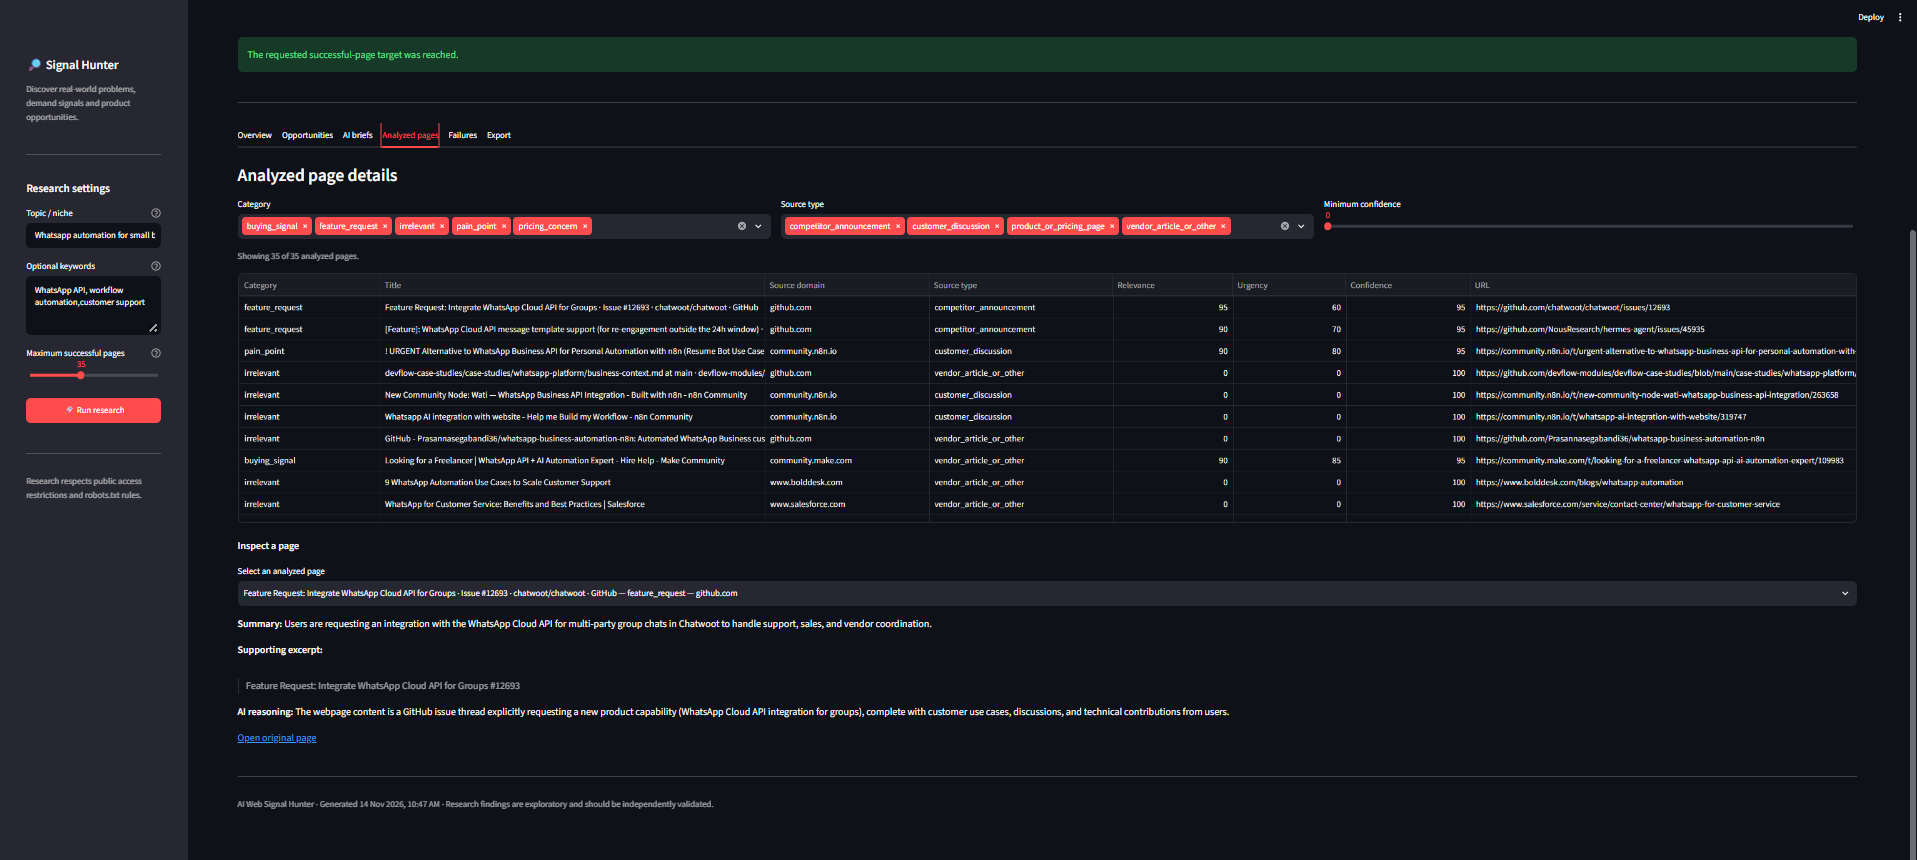 Deploy
Signal Hunter
Discover real-world problems,
demand signals and product
opportunities.
Research settings
Topic / niche
Whatsapp automation for small b
Optional keywords
WhatsApp API, workflow
automation,customer support
Maximum successful pages
35
Run research
Research respects public access
restrictions and robots.txt rules.
The requested successful-page target was reached.
Overview Opportunities AI briefs Analyzed pages Failures Export
Analyzed page details
Category Source type Minimum confidence
buying_signal × feature_request × irrelevant × pain_point × pricing_concern × competitor_announcement × customer_discussion × product_or_pricing_page × vendor_article_or_other × 0
Showing 35 of 35 analyzed pages.
Category Title Source domain Source type Relevance Urgency Confidence URL
feature_request Feature Request: Integrate WhatsApp Cloud API for Groups · Issue #12693 · chatwoot/chatwoot · GitHub github.com competitor_announcement 95 60 95 https://github.com/chatwoot/chatwoot/issues/12693
feature_request [Feature]: WhatsApp Cloud API message template support (for re-engagement outside the 24h window) · github.com competitor_announcement 90 70 95 https://github.com/NousResearch/hermes-agent/issues/45935
pain_point ! URGENT Alternative to WhatsApp Business API for Personal Automation with n8n (Resume Bot Use Case community.n8n.io customer_discussion 90 80 95 https://community.n8n.io/t/urgent-alternative-to-whatsapp-business-api-for-personal-automation-with-
irrelevant devflow-case-studies/case-studies/whatsapp-platform/business-context.md at main · devflow-modules/ github.com vendor_article_or_other 0 0 100 https://github.com/devflow-modules/devflow-case-studies/blob/main/case-studies/whatsapp-platform/
irrelevant New Community Node: Wati — WhatsApp Business API Integration - Built with n8n - n8n Community community.n8n.io customer_discussion 0 0 100 https://community.n8n.io/t/new-community-node-wati-whatsapp-business-api-integration/263658
irrelevant Whatsapp AI integration with website - Help me Build my Workflow - n8n Community community.n8n.io customer_discussion 0 0 100 https://community.n8n.io/t/whatsapp-ai-integration-with-website/319747
irrelevant GitHub - Prasannasegabandi36/whatsapp-business-automation-n8n: Automated WhatsApp Business cus github.com vendor_article_or_other 0 0 100 https://github.com/Prasannasegabandi36/whatsapp-business-automation-n8n
buying_signal Looking for a Freelancer | WhatsApp API + AI Automation Expert - Hire Help - Make Community community.make.com vendor_article_or_other 90 85 95 https://community.make.com/t/looking-for-a-freelancer-whatsapp-api-ai-automation-expert/109983
irrelevant 9 WhatsApp Automation Use Cases to Scale Customer Support www.bolddesk.com vendor_article_or_other 0 0 100 https://www.bolddesk.com/blogs/whatsapp-automation
irrelevant WhatsApp for Customer Service: Benefits and Best Practices | Salesforce www.salesforce.com vendor_article_or_other 0 0 100 https://www.salesforce.com/service/contact-center/whatsapp-for-customer-service
Inspect a page
Select an analyzed page
Feature Request: Integrate WhatsApp Cloud API for Groups · Issue #12693 · chatwoot/chatwoot · GitHub — feature_request — github.com
Summary: Users are requesting an integration with the WhatsApp Cloud API for multi-party group chats in Chatwoot to handle support, sales, and vendor coordination.
Supporting excerpt:
Feature Request: Integrate WhatsApp Cloud API for Groups #12693
AI reasoning: The webpage content is a GitHub issue thread explicitly requesting a new product capability (WhatsApp Cloud API integration for groups), complete with customer use cases, discussions, and technical contributions from users.
Open original page
AI Web Signal Hunter · Generated 14 Nov 2026, 10:47 AM · Research findings are exploratory and should be independently validated.